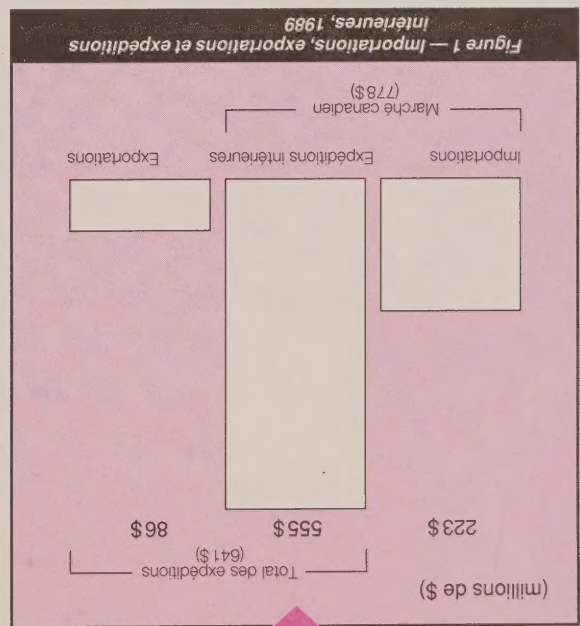 (millions de $)
Total des expéditions
(641 $)
223 $ 555 $ 86 $
Importations Expéditions intérieures Exportations
Marché canadien
(778 $)
Figure 1 — Importations, exportations et expéditions
intérieures, 1989